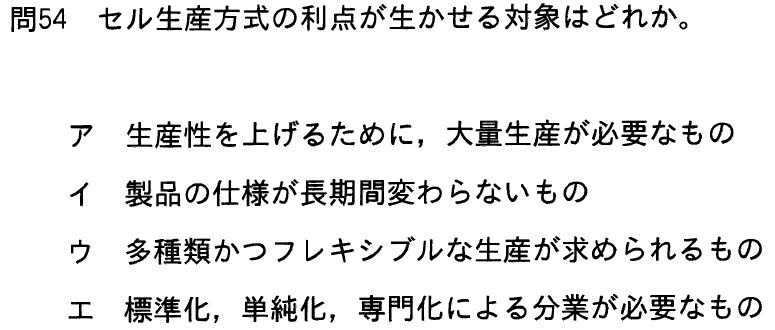 問54　セル生産方式の利点が生かせる対象はどれか。
ア　生産性を上げるために，大量生産が必要なもの
イ　製品の仕様が長期間変わらないもの
ウ　多種類かつフレキシブルな生産が求められるもの
エ　標準化，単純化，専門化による分業が必要なもの